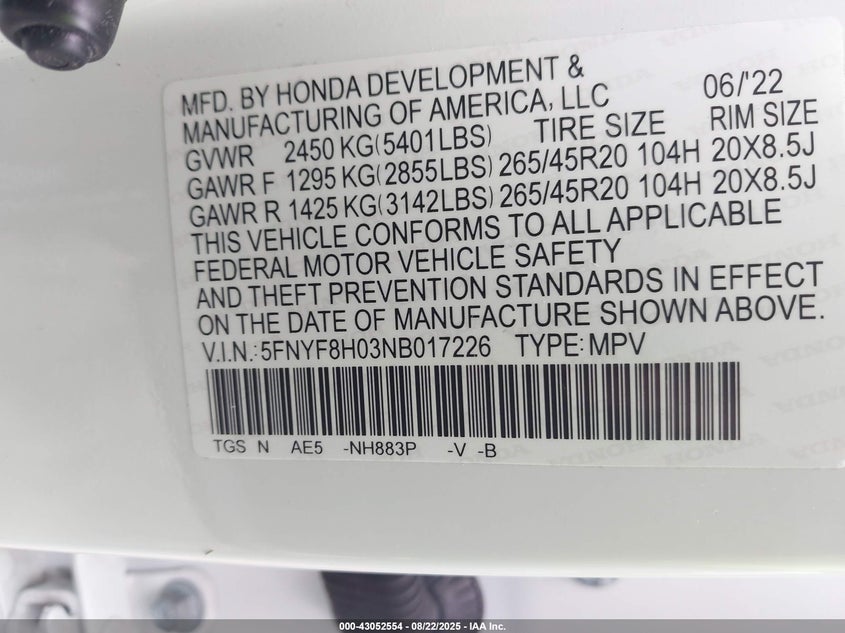 MFD. BY HONDA DEVELOPMENT &
MANUFACTURING OF AMERICA, LLC 06/'22
GVWR 2450 KG(5401LBS) TIRE SIZE RIM SIZE
GAWR F 1295 KG(2855LBS) 265/45R20 104H 20X8.5J
GAWR R 1425 KG(3142LBS) 265/45R20 104H 20X8.5J
THIS VEHICLE CONFORMS TO ALL APPLICABLE
FEDERAL MOTOR VEHICLE SAFETY
AND THEFT PREVENTION STANDARDS IN EFFECT
ON THE DATE OF MANUFACTURE SHOWN ABOVE.
V.I.N.:5FNYF8H03NB017226 TYPE:MPV
TGS N AE5 -NH883P -V -B
000-43052554 - 08/22/2025 - IAA Inc.